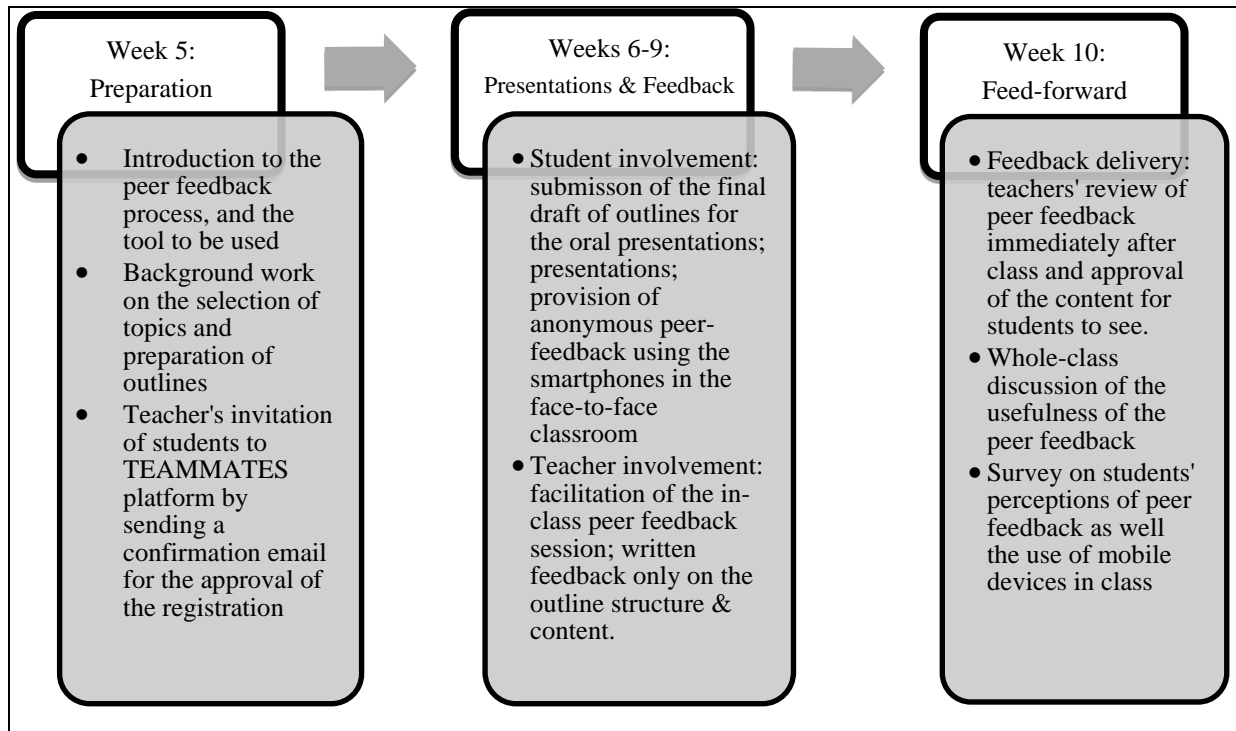 Week 5:
Preparation
• Introduction to the
peer feedback
process, and the
tool to be used
• Background work
on the selection of
topics and
preparation of
outlines
• Teacher's invitation
of students to
TEAMMATES
platform by
sending a
confirmation email
for the approval of
the registration
Weeks 6-9:
Presentations & Feedback
• Student involvement:
submisson of the final
draft of outlines for
the oral presentations;
presentations;
provision of
anonymous peer-
feedback using the
smartphones in the
face-to-face
classroom
• Teacher involvement:
facilitation of the in-
class peer feedback
session; written
feedback only on the
outline structure &
content.
Week 10:
Feed-forward
• Feedback delivery:
teachers' review of
peer feedback
immediately after
class and approval
of the content for
students to see.
• Whole-class
discussion of the
usefulness of the
peer feedback
• Survey on students'
perceptions of peer
feedback as well
the use of mobile
devices in class